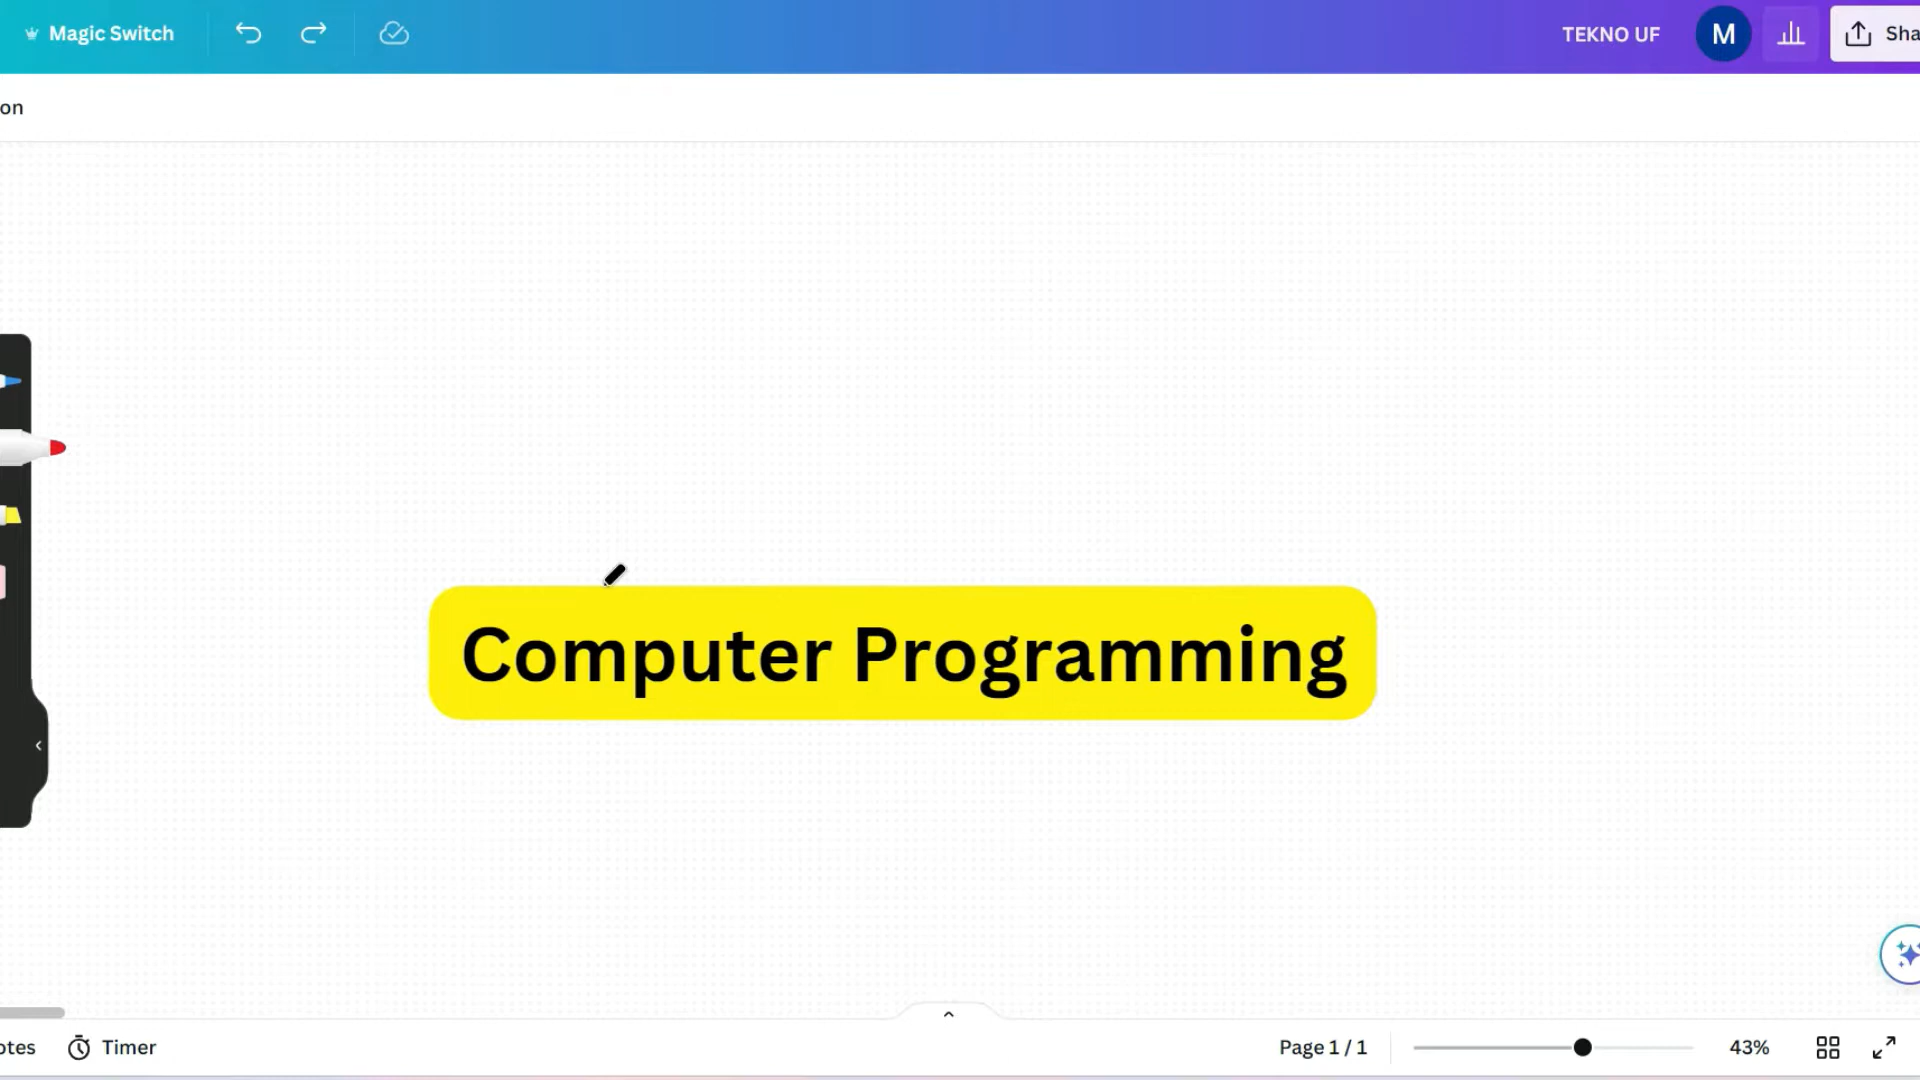 Magic Switch
TEKNO UF
M
Sha
on
Computer Programming
otes
Timer
Page 1 / 1
43%